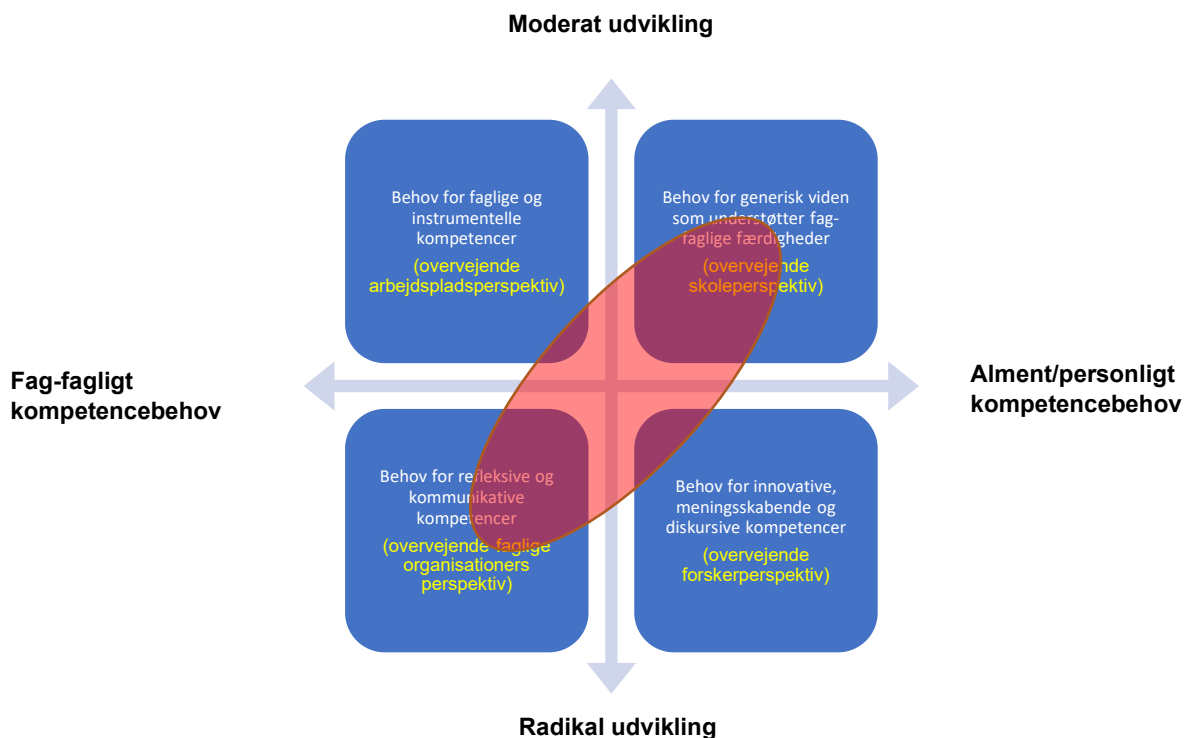 Moderat udvikling
Behov for faglige og
instrumentelle
kompetencer
(overvejende
arbejdspladsperspektiv)
Behov for generisk viden
som understøtter fag-
faglige færdigheder
(overvejende
skoleperspektiv)
Fag-fagligt
kompetencebehov
Alment/personligt
kompetencebehov
Behov for refleksive og
kommunikative
kompetencer
(overvejende faglige
organisationers
perspektiv)
Behov for innovative,
meningsskabende og
diskursive kompetencer
(overvejende
forskerperspektiv)
Radikal udvikling